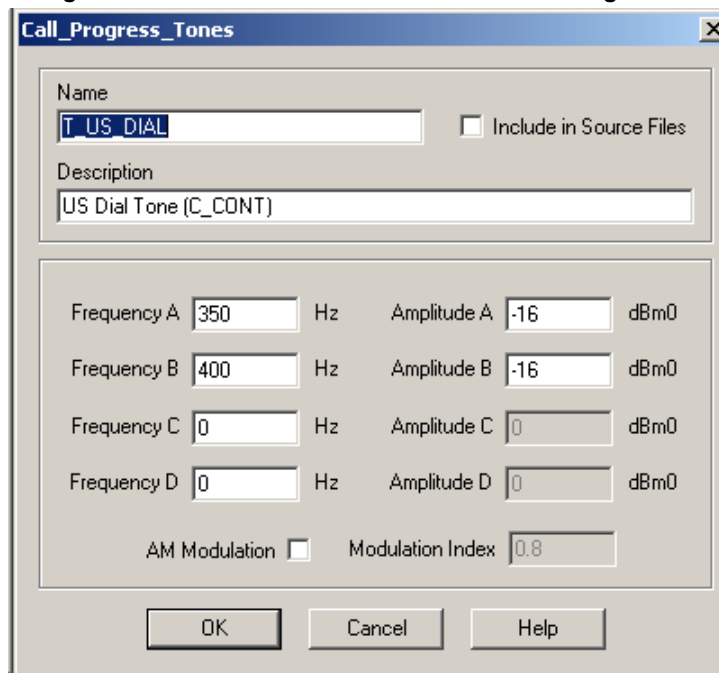 Call_Progress_Tones
Name
T_US_DIAL
Include in Source Files
Description
US Dial Tone (C_CONT)
Frequency A 350 Hz Amplitude A -16 dBm0
Frequency B 400 Hz Amplitude B -16 dBm0
Frequency C 0 Hz Amplitude C 0 dBm0
Frequency D 0 Hz Amplitude D 0 dBm0
AM Modulation Modulation Index 0.8
OK Cancel Help